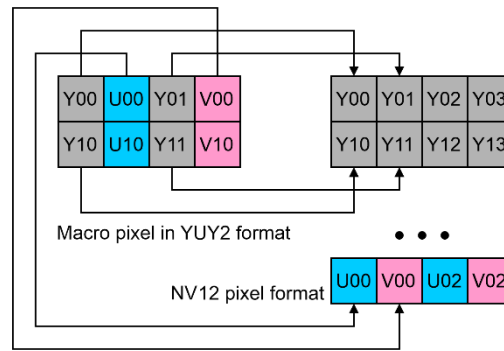 Y00 U00 Y01 V00
Y10 U10 Y11 V10
Y00 Y01 Y02 Y03
Y10 Y11 Y12 Y13
Macro pixel in YUY2 format
NV12 pixel format
U00 V00 U02 V02